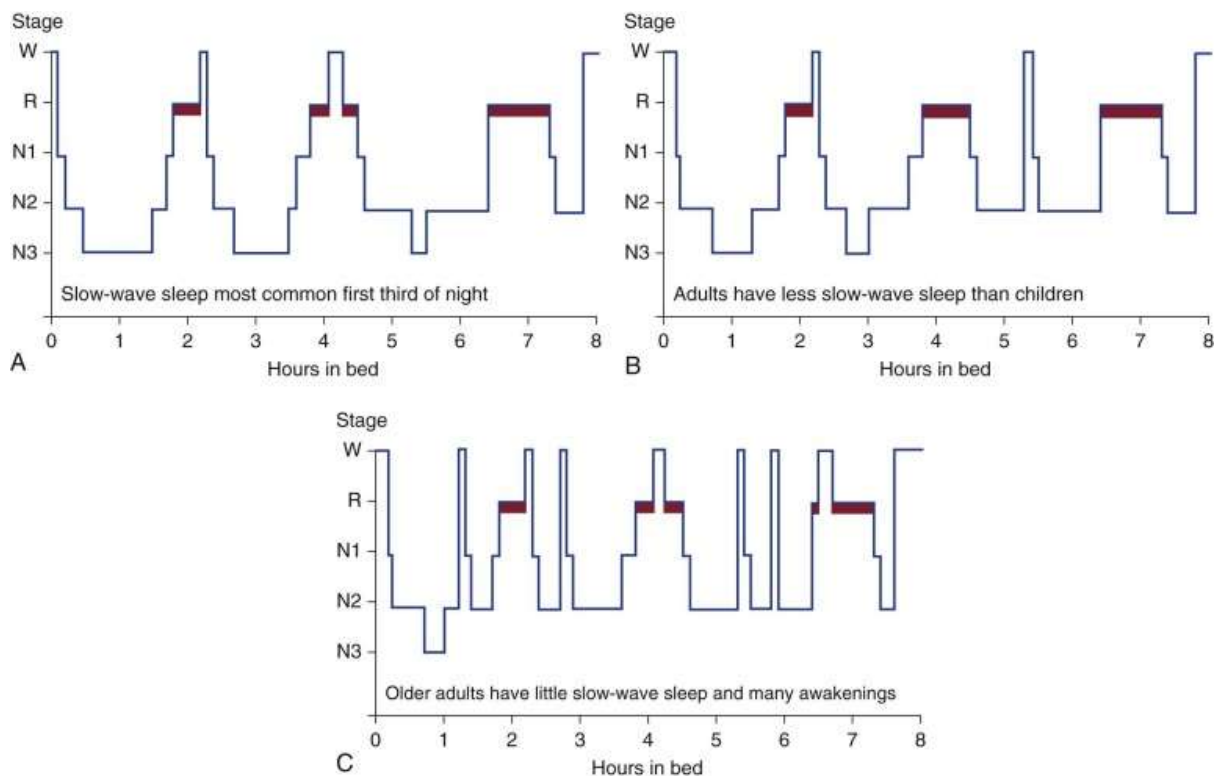 Stage
W
R
N1
N2
N3
Slow-wave sleep most common first third of night
0 1 2 3 4 5 6 7 8
Hours in bed
A
Stage
W
R
N1
N2
N3
Adults have less slow-wave sleep than children
0 1 2 3 4 5 6 7 8
Hours in bed
B
Stage
W
R
N1
N2
N3
Older adults have little slow-wave sleep and many awakenings
0 1 2 3 4 5 6 7 8
Hours in bed
C